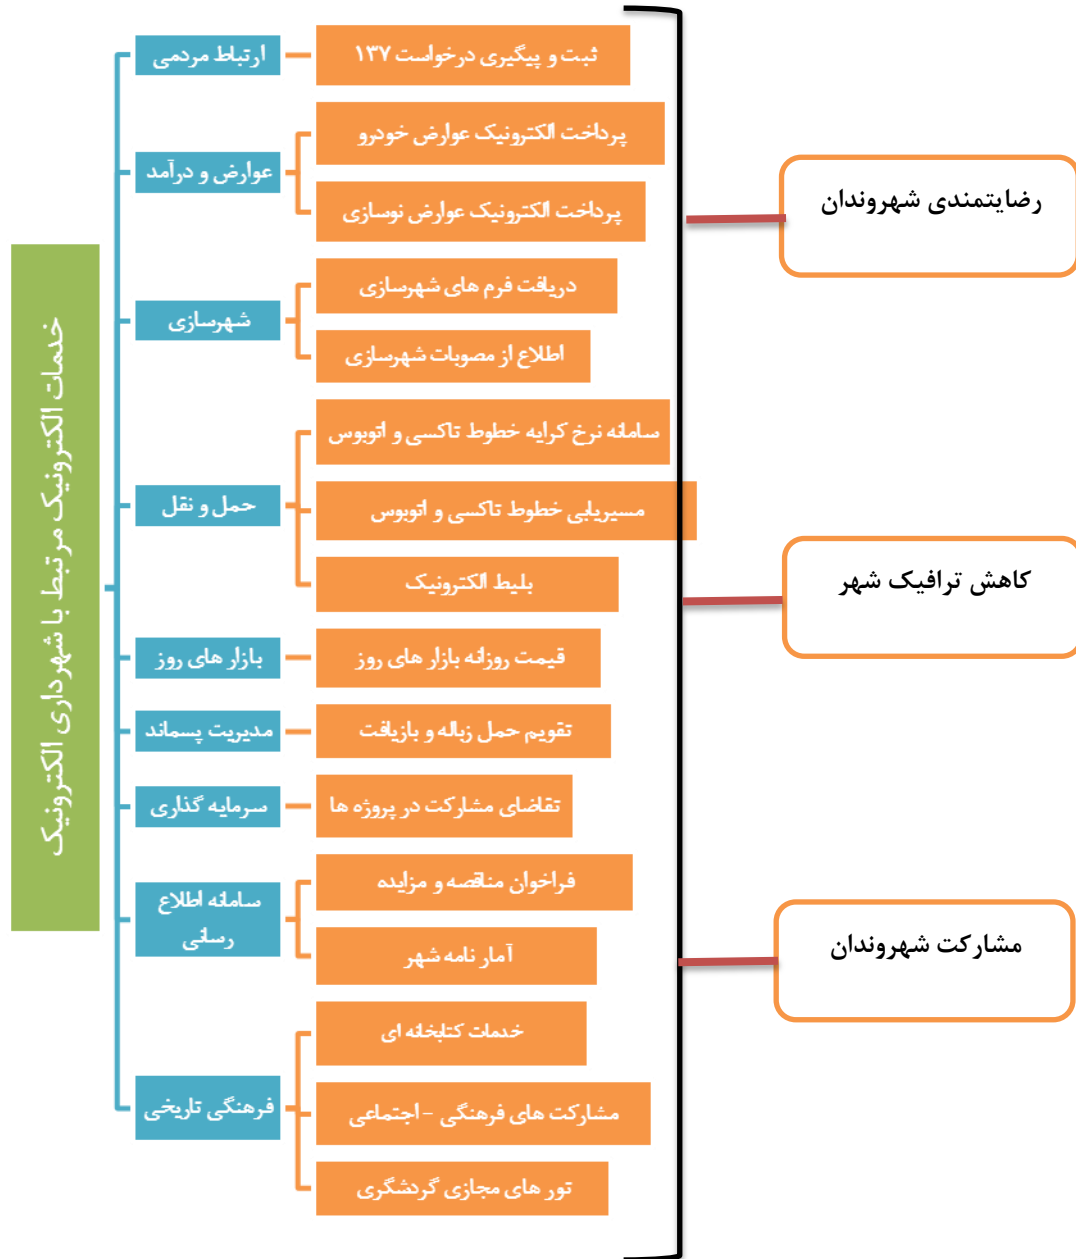 خدمات الکترونیک مرتبط با شهرداری الکترونیک
ارتباط مردمی
ثبت و پیگیری درخواست ۱۳۷
عوارض و درآمد
پرداخت الکترونیک عوارض خودرو
پرداخت الکترونیک عوارض نوسازی
شهرسازی
دریافت فرم های شهرسازی
اطلاع از مصوبات شهرسازی
حمل و نقل
سامانه نرخ کرایه خطوط تاکسی و اتوبوس
مسیریابی خطوط تاکسی و اتوبوس
بلیط الکترونیک
بازار های روز
قیمت روزانه بازار های روز
مدیریت پسماند
تقویم حمل زباله و بازیافت
سرمایه گذاری
تقاضای مشارکت در پروژه ها
سامانه اطلاع
رسانی
فراخوان مناقصه و مزایده
آمار نامه شهر
فرهنگی تاریخی
خدمات کتابخانه ای
مشارکت های فرهنگی - اجتماعی
تور های مجازی گردشگری
رضایتمندی شهروندان
کاهش ترافیک شهر
مشارکت شهروندان